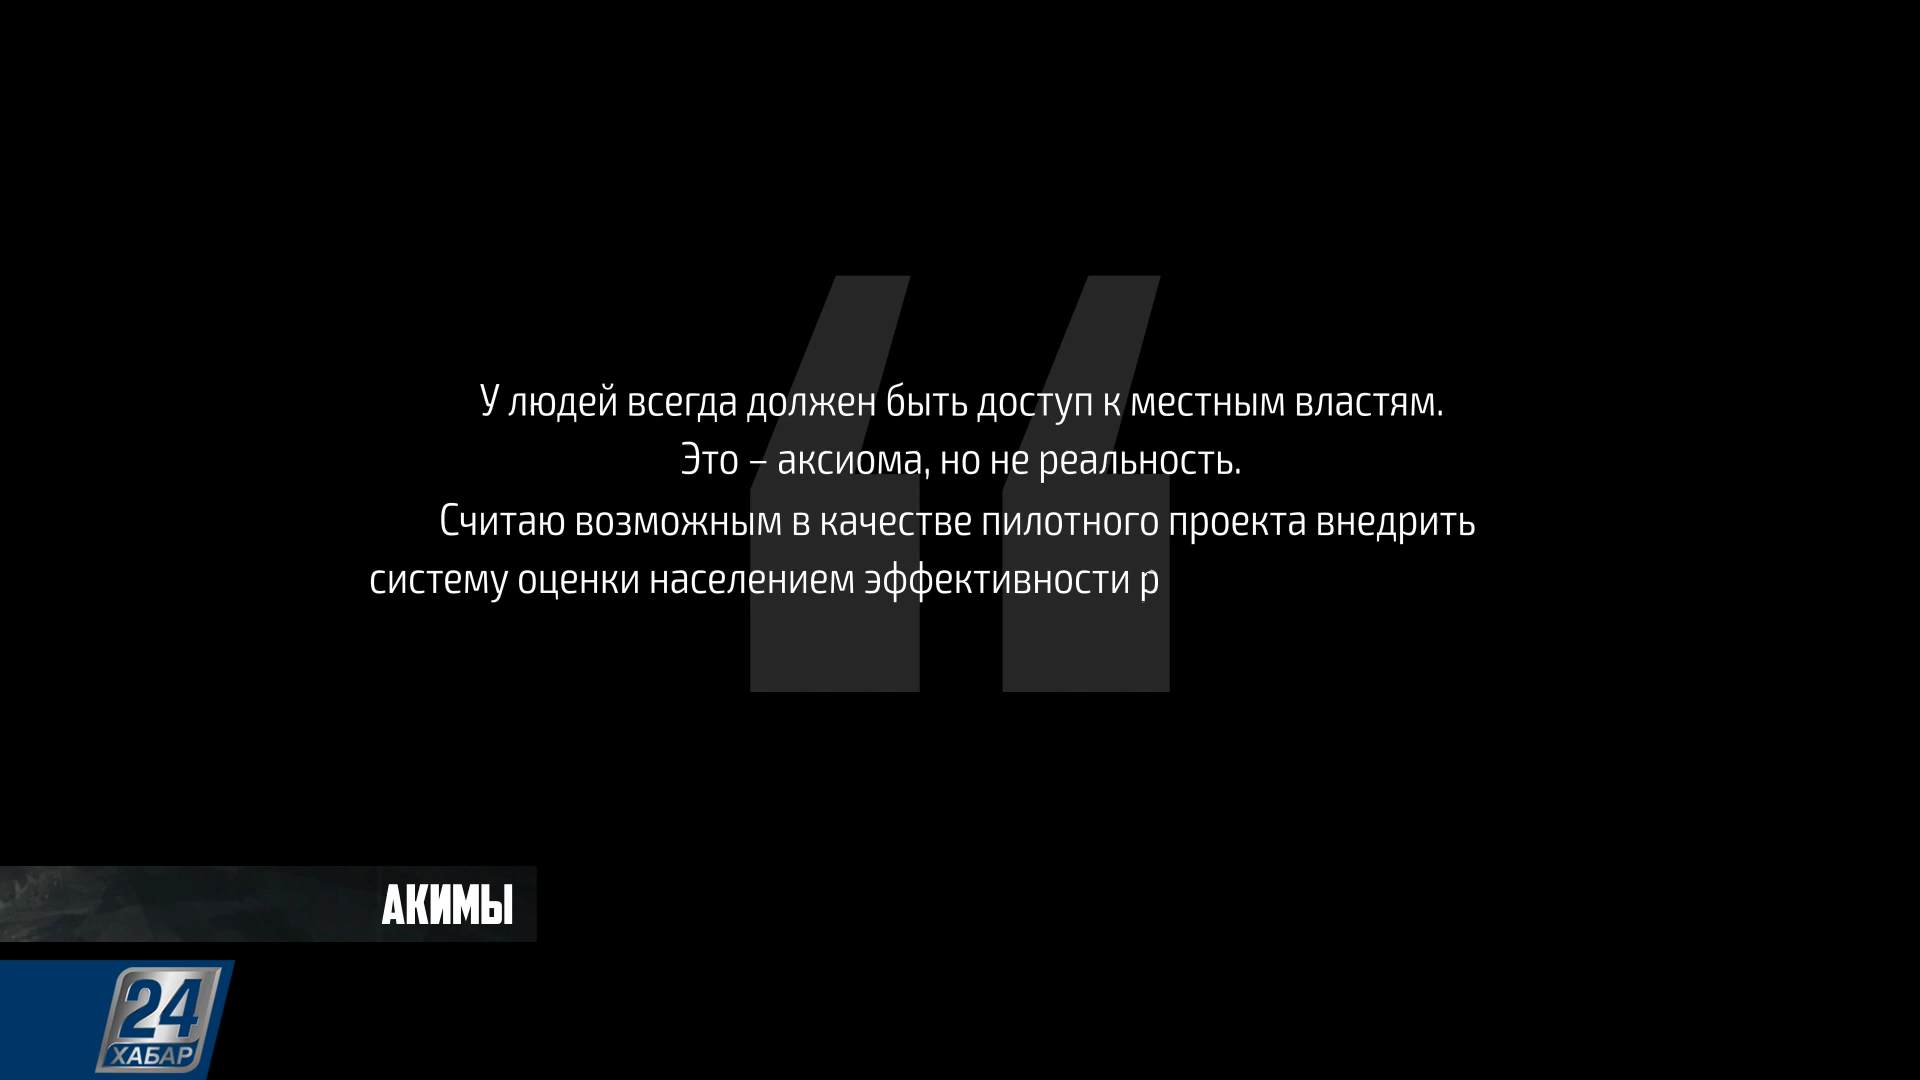 У людей всегда должен быть доступ к местным властям.
Это – аксиома, но не реальность.
Считаю возможным в качестве пилотного проекта внедрить
систему оценки населением эффективности р
АКИМЫ
24
ХАБАР